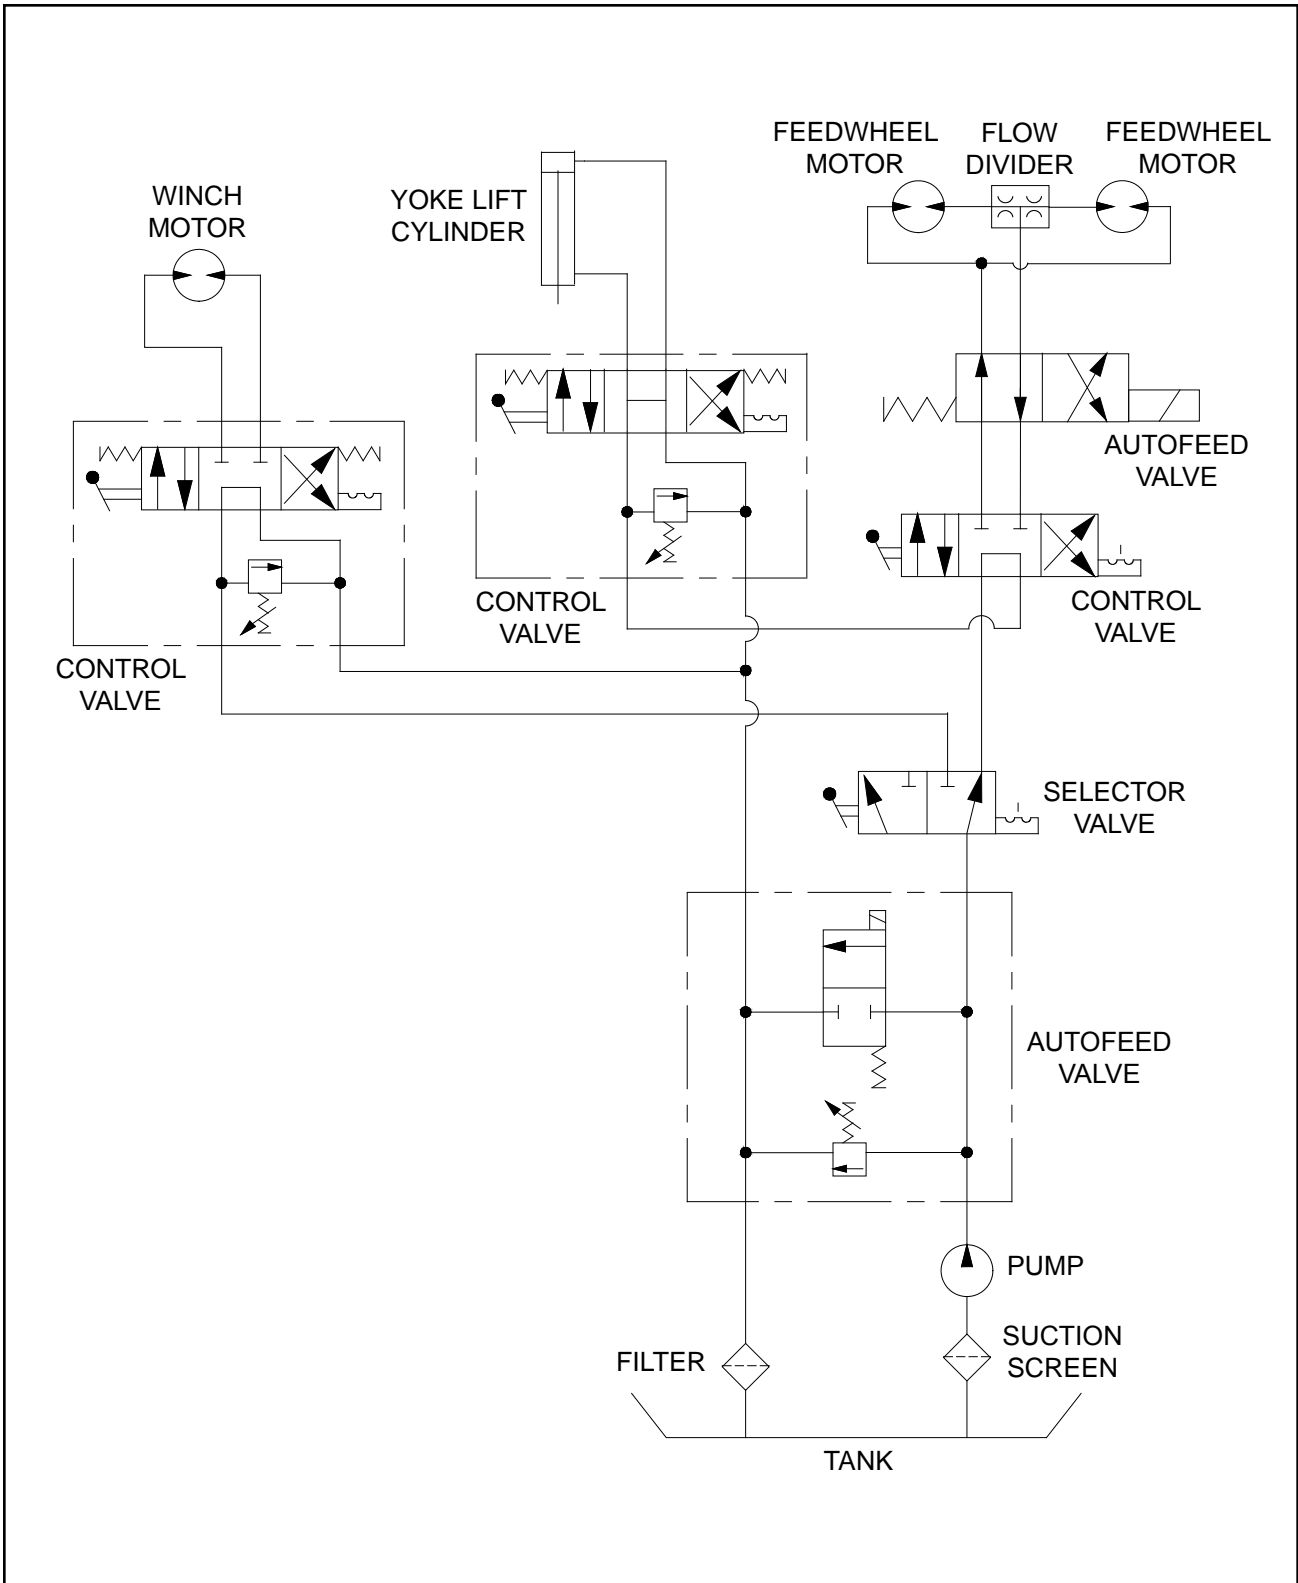 FEEDWHEEL
MOTOR
FLOW
DIVIDER
FEEDWHEEL
MOTOR
WINCH
MOTOR
YOKE LIFT
CYLINDER
AUTOFEED
VALVE
CONTROL
VALVE
CONTROL
VALVE
CONTROL
VALVE
SELECTOR
VALVE
AUTOFEED
VALVE
PUMP
SUCTION
SCREEN
FILTER
TANK